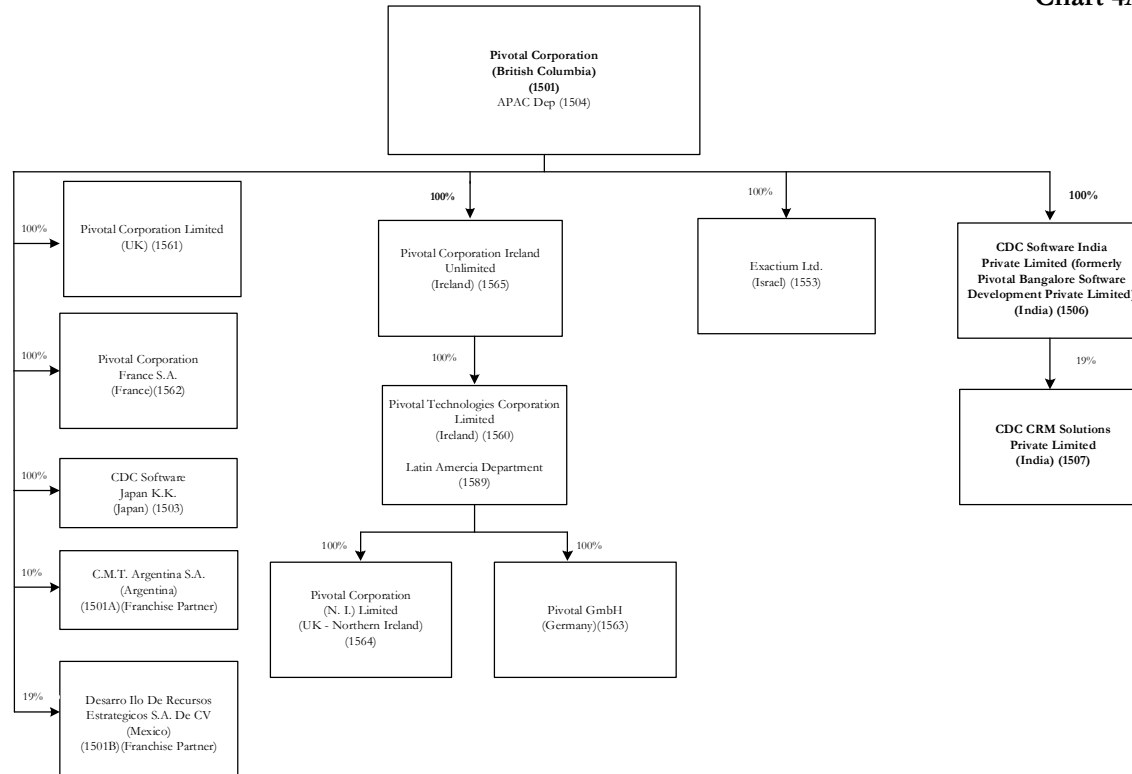 Chart 4A
Pivotal Corporation
(British Columbia)
(1501)
APAC Dep (1504)
100%
Pivotal Corporation Limited
(UK) (1561)
100%
Pivotal Corporation
France S.A.
(France)(1562)
100%
CDC Software
Japan K.K.
(Japan) (1503)
10%
C.M.T. Argentina S.A.
(Argentina)
(1501A)(Franchise Partner)
19%
Desarro Ilo De Recursos
Estrategicos S.A. De CV
(Mexico)
(1501B)(Franchise Partner)
100%
Pivotal Corporation Ireland
Unlimited
(Ireland) (1565)
100%
Pivotal Technologies Corporation
Limited
(Ireland) (1560)
Latin Amercia Department
(1589)
100%
Pivotal Corporation
(N. I.) Limited
(UK - Northern Ireland)
(1564)
100%
Pivotal GmbH
(Germany)(1563)
100%
Exactium Ltd.
(Israel) (1553)
100%
CDC Software India
Private Limited (formerly
Pivotal Bangalore Software
Development Private Limited)
(India) (1506)
19%
CDC CRM Solutions
Private Limited
(India) (1507)